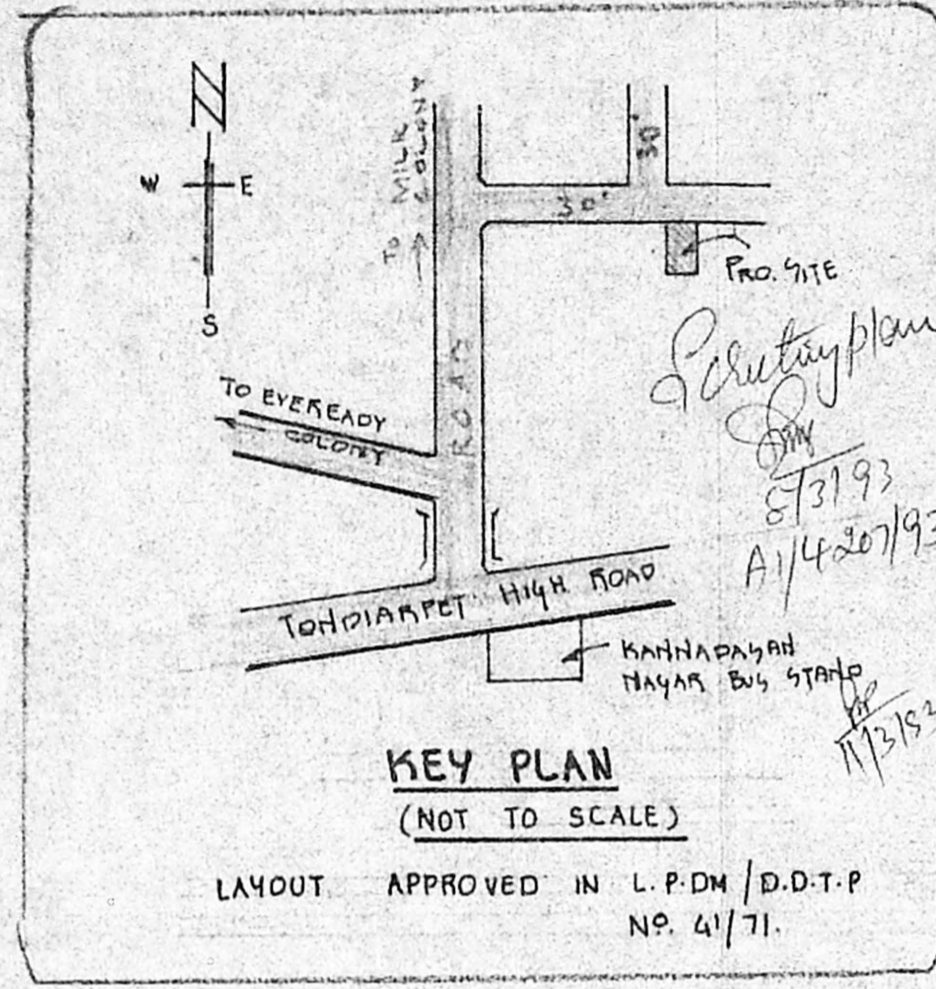 N
W E
S
TO MILK COLONY
30'
30'
PRO. SITE
Scrutiny plan
8/3/93
A1/4207/93
TO EVEREADY
COLONY
ROAD
TONDIARPET HIGH ROAD
KANNADASAN
NAGAR BUS STAND
11/3/93
KEY PLAN
(NOT TO SCALE)
LAYOUT APPROVED IN L.P.DM / D.D.T.P
Nº. 41/71.